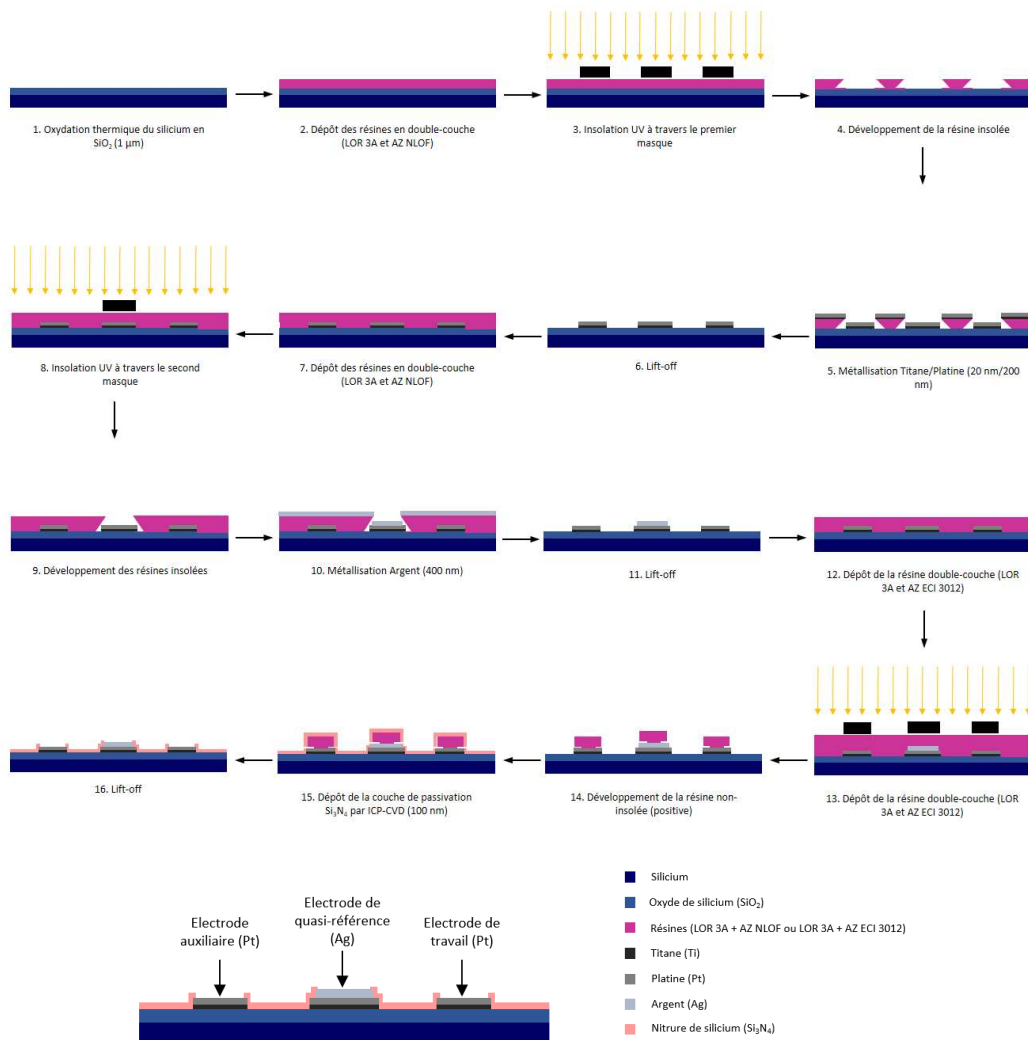 1. Oxydation thermique du silicium en
SiO₂ (1 µm)
2. Dépôt des résines en double-couche
(LOR 3A et AZ NLOF)
3. Insolation UV à travers le premier
masque
4. Développement de la résine insolée
8. Insolation UV à travers le second
masque
7. Dépôt des résines en double-couche
(LOR 3A et AZ NLOF)
6. Lift-off
5. Métallisation Titane/Platine (20 nm/200
nm)
9. Développement des résines insolées
10. Métallisation Argent (400 nm)
11. Lift-off
12. Dépôt de la résine double-couche (LOR
3A et AZ ECI 3012)
16. Lift-off
15. Dépôt de la couche de passivation
Si₃N₄ par ICP-CVD (100 nm)
14. Développement de la résine non-
insolée (positive)
13. Dépôt de la résine double-couche (LOR
3A et AZ ECI 3012)
Electrode
auxiliaire (Pt)
Electrode de
quasi-référence
(Ag)
Electrode de
travail (Pt)
Silicium
Oxyde de silicium (SiO₂)
Résines (LOR 3A + AZ NLOF ou LOR 3A + AZ ECI 3012)
Titane (Ti)
Platine (Pt)
Argent (Ag)
Nitrure de silicium (Si₃N₄)